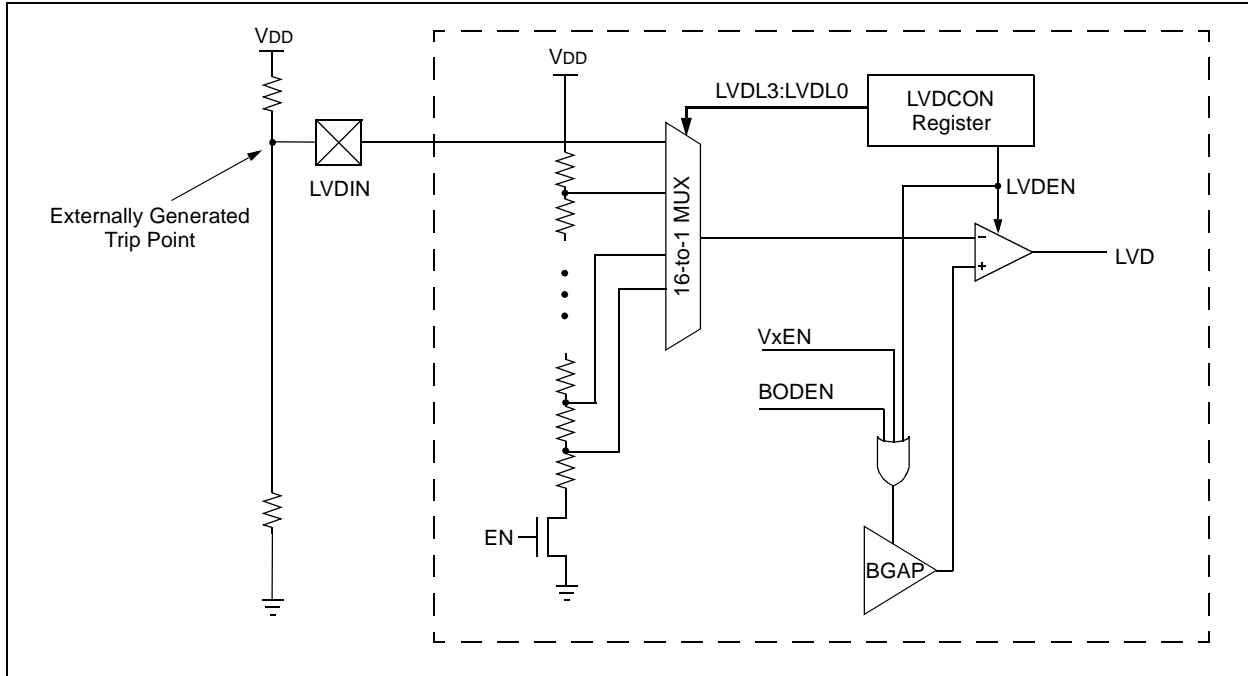 VDD
VDD
LVDL3:LVDL0
LVDCON
Register
LVDIN
LVDEN
Externally Generated
Trip Point
16-to-1 MUX
–
+
LVD
VxEN
BODEN
EN
BGAP